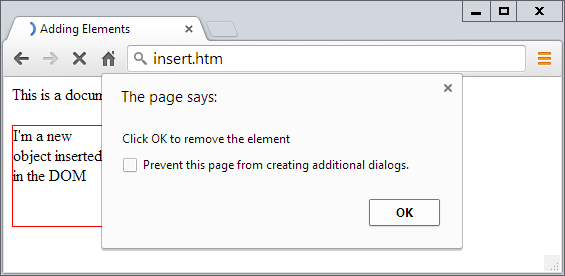 Adding Elements
insert.htm
This is a
The page says:
Click OK to remove the element
Prevent this page from creating additional dialogs.
OK
I'm a new
object inserted
in the DOM